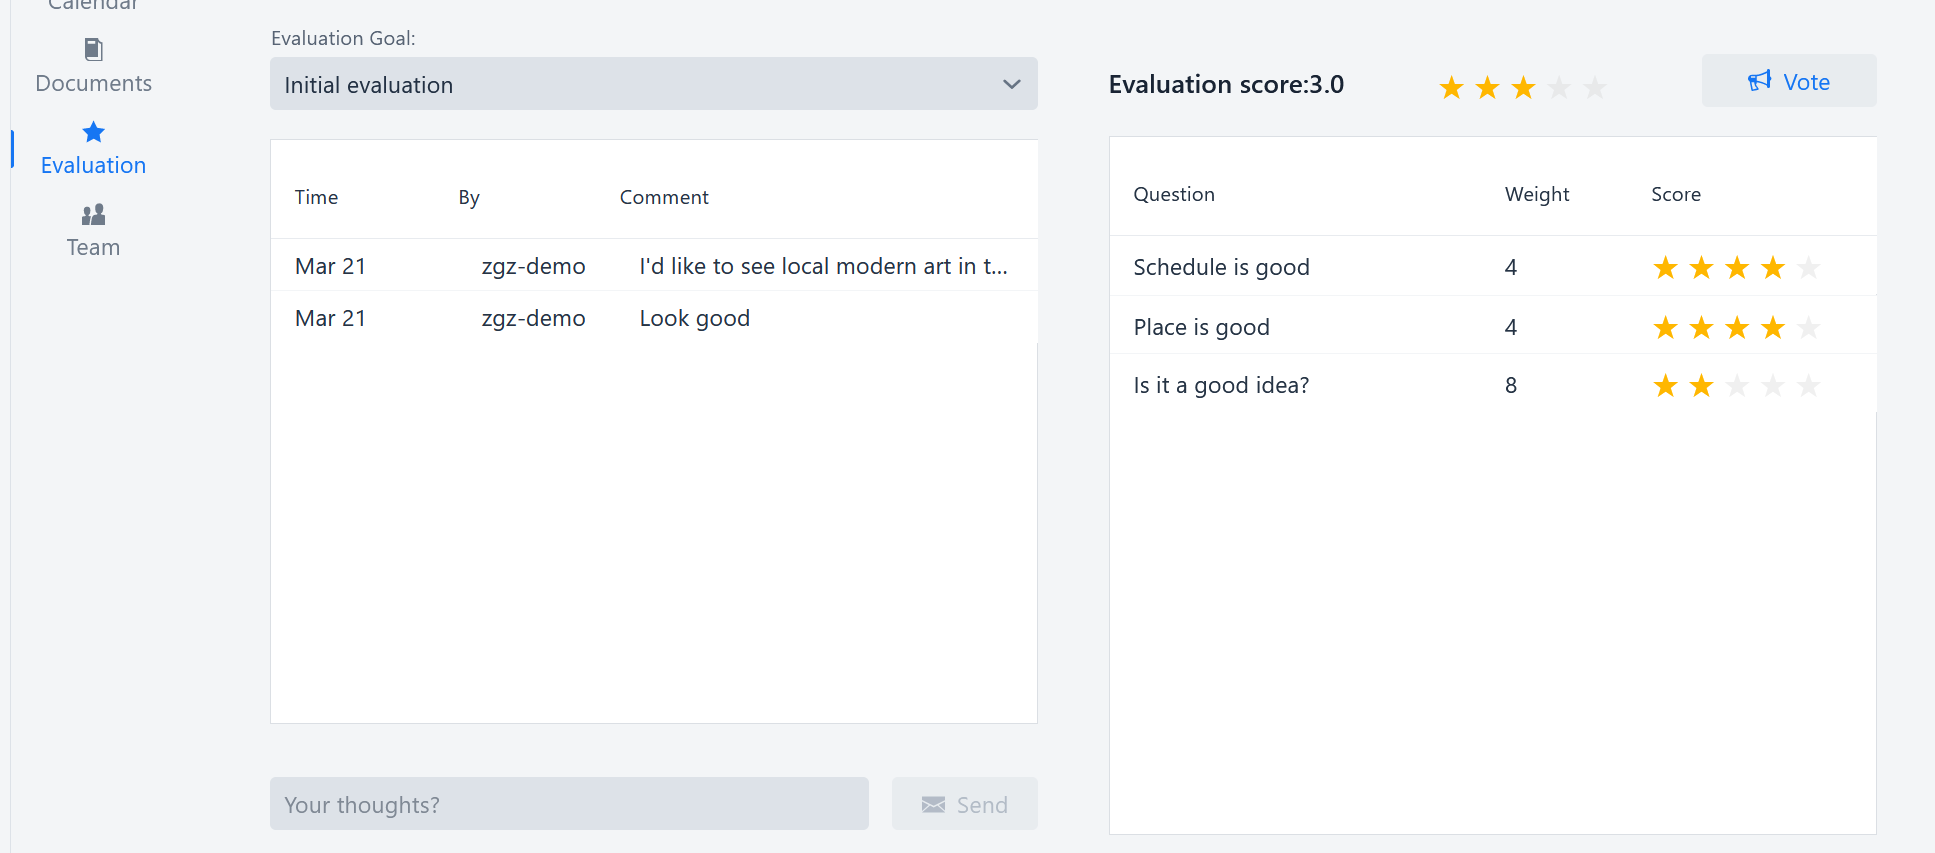 Calendar
Documents
Evaluation
Team
Evaluation Goal:
Initial evaluation
Time By Comment
Mar 21 zgz-demo I'd like to see local modern art in t...
Mar 21 zgz-demo Look good
Your thoughts?
Send
Evaluation score:3.0
Vote
Question Weight Score
Schedule is good 4
Place is good 4
Is it a good idea? 8